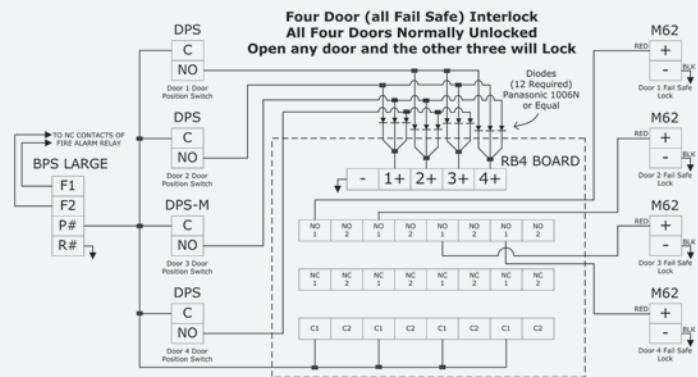 Four Door (all Fail Safe) Interlock
All Four Doors Normally Unlocked
Open any door and the other three will Lock
DPS
C
NO
Door 1 Door
Position Switch
DPS
C
NO
Door 2 Door
Position Switch
DPS-M
C
NO
Door 3 Door
Position Switch
DPS
C
NO
Door 4 Door
Position Switch
TO NC CONTACTS OF
FIRE ALARM RELAY
BPS LARGE
F1
F2
P#
R#
Diodes
(12 Required)
Panasonic 1006N
or Equal
RB4 BOARD
- 1+ 2+ 3+ 4+
NO 1 NO 2 NO 1 NO 2 NO 1 NO 2 NO 1 NO 2
NC 1 NC 2 NC 1 NC 2 NC 1 NC 2 NC 1 NC 2
C1 C2 C1 C2 C1 C2 C1 C2
M62
RED +
- BLK
Door 1 Fail Safe
Lock
M62
RED +
- BLK
Door 2 Fail Safe
Lock
M62
RED +
- BLK
Door 3 Fail Safe
Lock
M62
RED +
- BLK
Door 4 Fail Safe
Lock